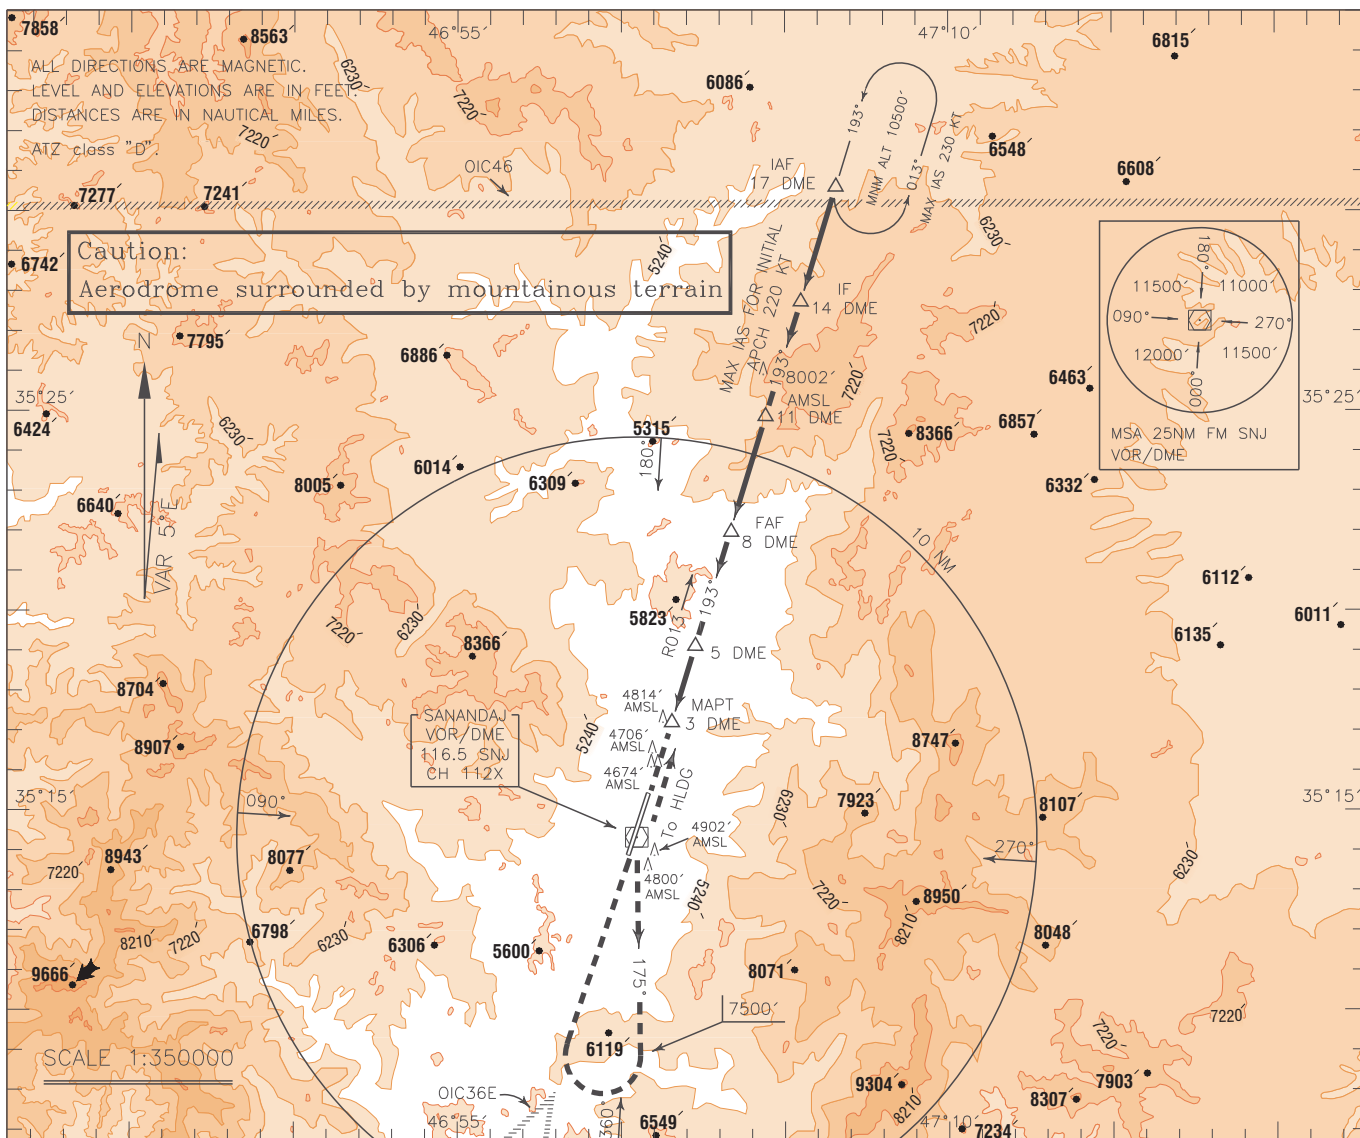 7858´
8563´
46°55´
47°10´
6815´
ALL DIRECTIONS ARE MAGNETIC.
LEVEL AND ELEVATIONS ARE IN FEET.
DISTANCES ARE IN NAUTICAL MILES.
ATZ class "D".
6230´
7220´
7220´
6086´
193°
MNM ALT 10500´
013°
MAX IAS 230 KT
6548´
6608´
OIC46
IAF
17 DME
7277´
7241´
6742´
Caution:
Aerodrome surrounded by mountainous terrain
5240´
6230´
MAX IAS FOR INITIAL
APCH 220 KT
IF
14 DME
180°
11500´
11000´
090°
270°
12000´
11500´
000°
MSA 25NM FM SNJ
VOR/DME
N
7795´
6886´
7220´
193°
8002´
AMSL
11 DME
7220´
6463´
35°25´
35°25´
6424´
6230´
5315´
180°
8366´
7220´
6857´
6014´
6309´
8005´
6332´
6640´
VAR 5°E
FAF
8 DME
10 NM
6112´
5823´
R013°
193°
6011´
6135´
7220´
6230´
8366´
5 DME
8704´
4814´
AMSL
MAPT
3 DME
SANANDAJ
VOR/DME
116.5 SNJ
CH 112X
5240´
4706´
AMSL
4674´
AMSL
8907´
8747´
35°15´
35°15´
090°
To HLDG
6230´
7923´
8107´
4902´
AMSL
8943´
7220´
8077´
270°
6230´
4800´
AMSL
5240´
7220´
8950´
8210´
8210´
7220´
6798´
6230´
6306´
5600´
8048´
9666´
175°
8071´
7500´
7220´
7220´
6119´
SCALE 1:350000
OIC36E
9304´
8210´
7903´
8307´
46°55´
360°
6549´
47°10´
7234´